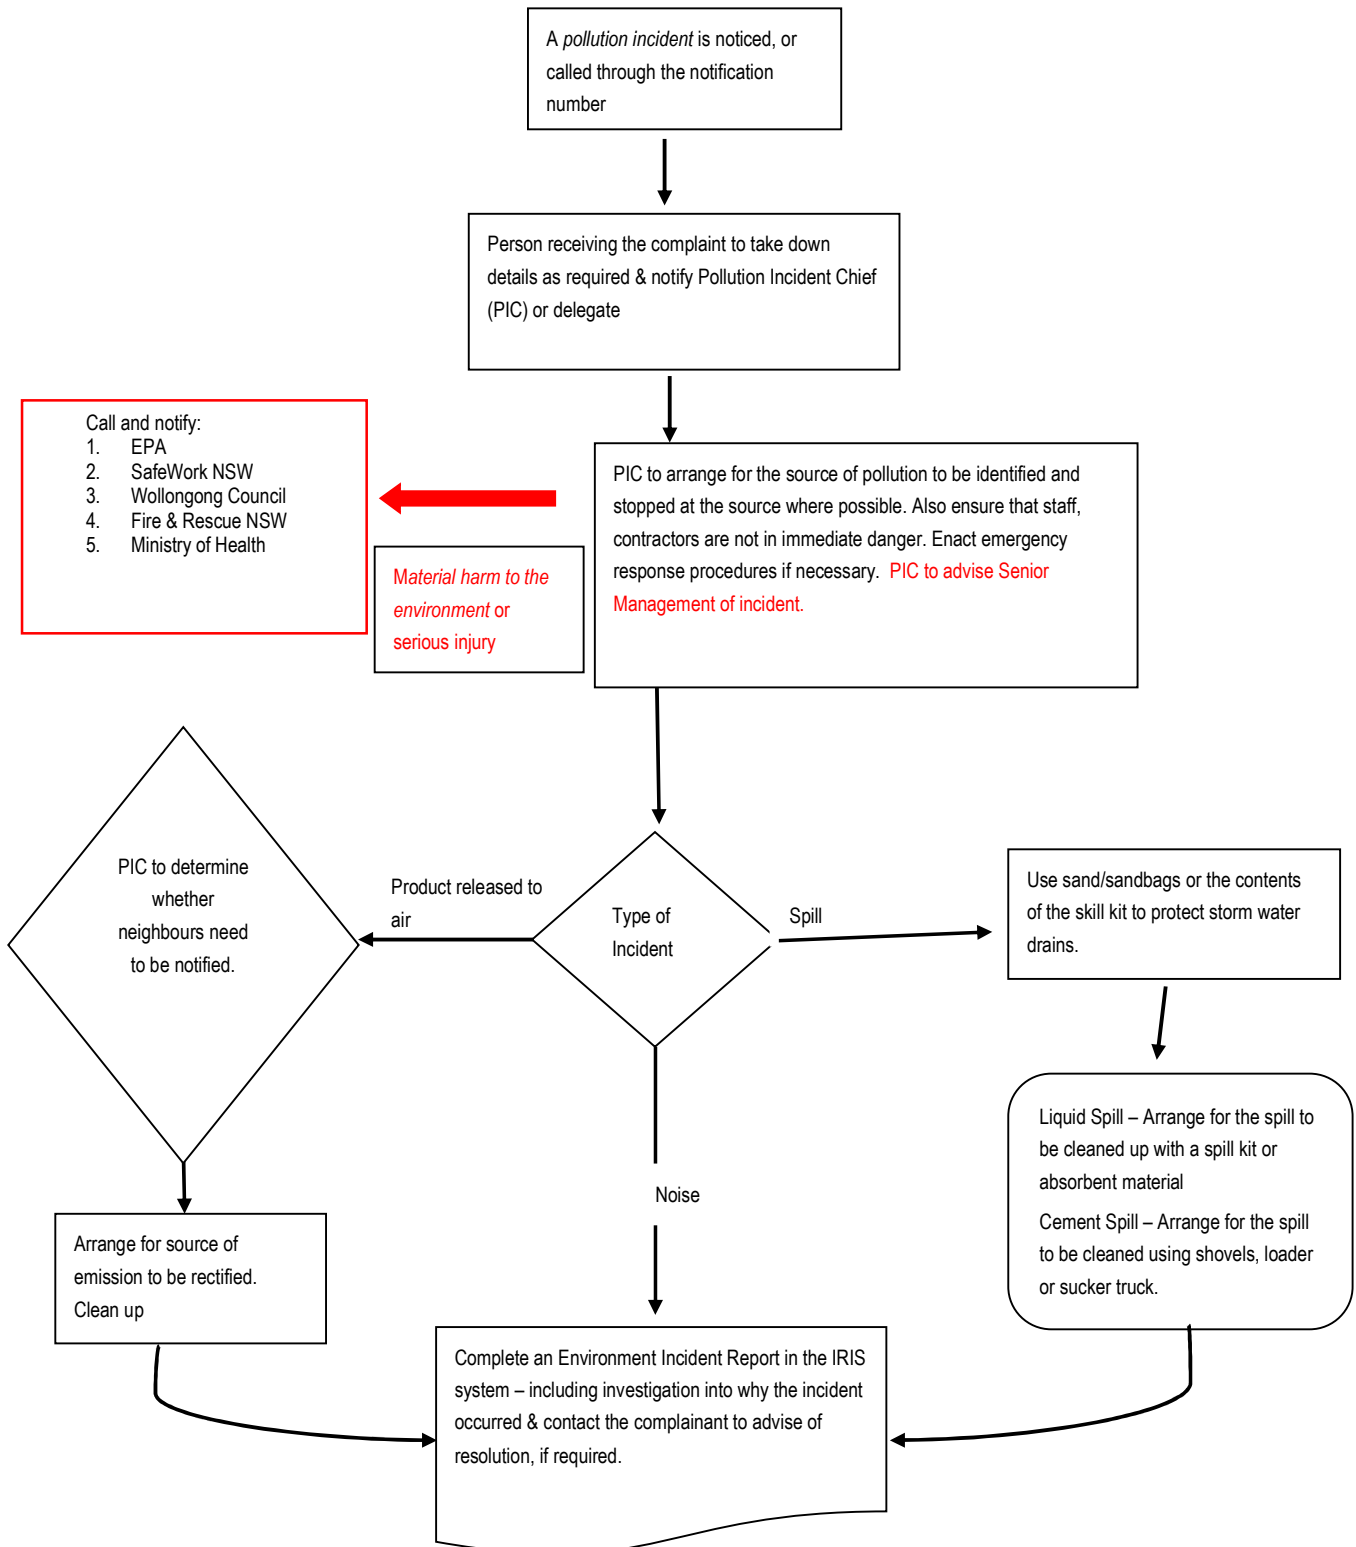 A pollution incident is noticed, or
called through the notification
number
Person receiving the complaint to take down
details as required & notify Pollution Incident Chief
(PIC) or delegate
Call and notify:
1. EPA
2. SafeWork NSW
3. Wollongong Council
4. Fire & Rescue NSW
5. Ministry of Health
PIC to arrange for the source of pollution to be identified and
stopped at the source where possible. Also ensure that staff,
contractors are not in immediate danger. Enact emergency
response procedures if necessary. PIC to advise Senior
Management of incident.
Material harm to the
environment or
serious injury
PIC to determine
whether
neighbours need
to be notified.
Product released to
air
Type of
Incident
Spill
Use sand/sandbags or the contents
of the skill kit to protect storm water
drains.
Liquid Spill – Arrange for the spill to
be cleaned up with a spill kit or
absorbent material
Cement Spill – Arrange for the spill
to be cleaned using shovels, loader
or sucker truck.
Noise
Arrange for source of
emission to be rectified.
Clean up
Complete an Environment Incident Report in the IRIS
system – including investigation into why the incident
occurred & contact the complainant to advise of
resolution, if required.